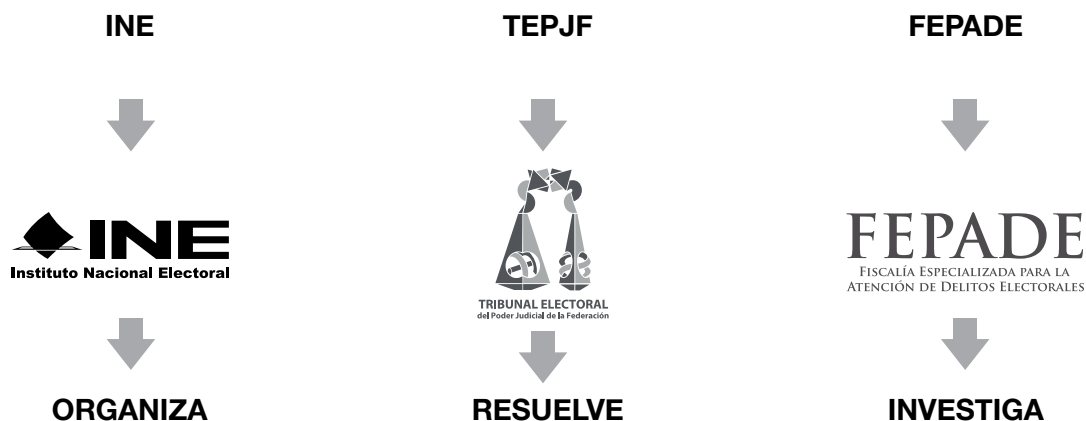 INE
TEPJF
FEPADE
INE
Instituto Nacional Electoral
TRIBUNAL ELECTORAL
del Poder Judicial de la Federación
FEPADE
FISCALÍA ESPECIALIZADA PARA LA
ATENCIÓN DE DELITOS ELECTORALES
ORGANIZA
RESUELVE
INVESTIGA